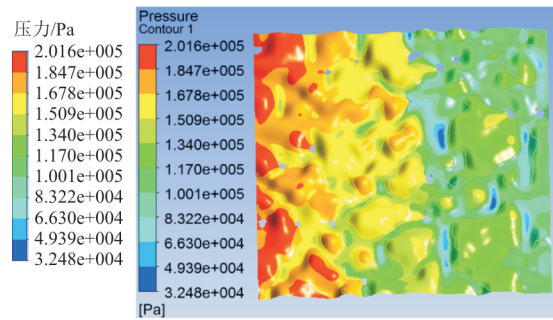 压力/Pa
2.016e+005
1.847e+005
1.678e+005
1.509e+005
1.340e+005
1.170e+005
1.001e+005
8.322e+004
6.630e+004
4.939e+004
3.248e+004
Pressure
Contour 1
2.016e+005
1.847e+005
1.678e+005
1.509e+005
1.340e+005
1.170e+005
1.001e+005
8.322e+004
6.630e+004
4.939e+004
3.248e+004
[Pa]